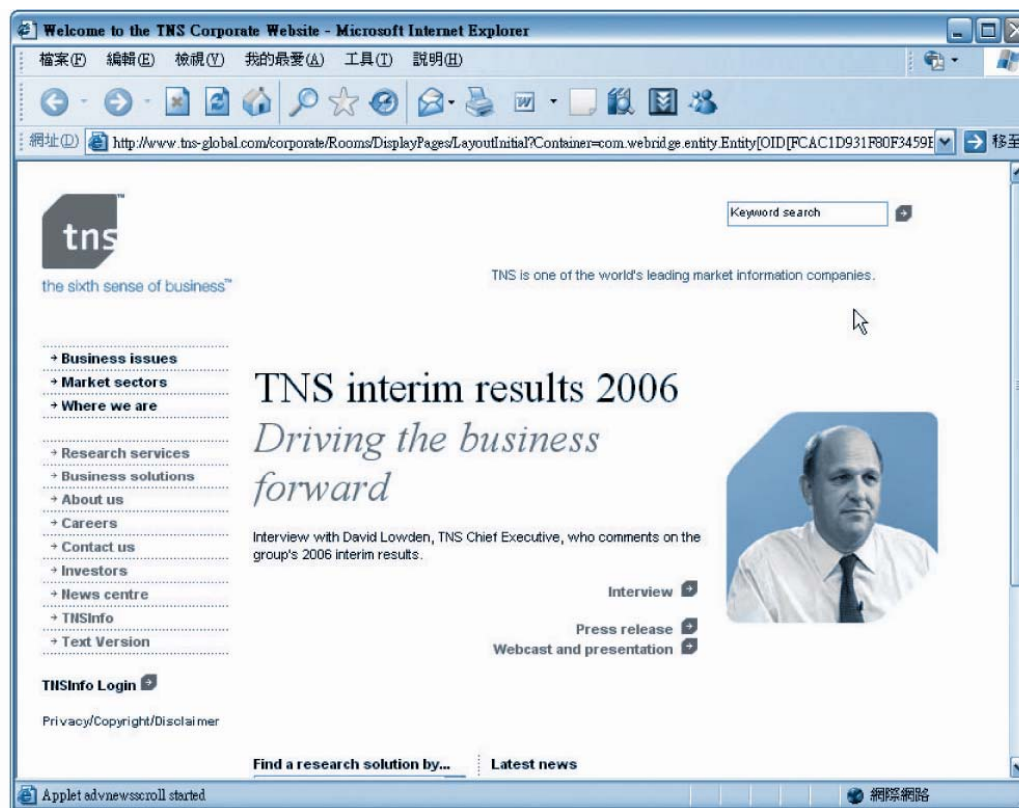 Welcome to the TNS Corporate Website - Microsoft Internet Explorer
檔案(F) 編輯(E) 檢視(V) 我的最愛(A) 工具(T) 說明(H)
網址(D) http://www.tns-global.com/corporate/Rooms/DisplayPages/LayoutInitial?Container=com.webridge.entity.Entity[OID[FCAC1D931F80F3459E 移至
Keyword search
tns™
the sixth sense of business™
TNS is one of the world's leading market information companies.
Business issues
Market sectors
Where we are
Research services
Business solutions
About us
Careers
Contact us
Investors
News centre
TNSInfo
Text Version
TNSInfo Login
Privacy/Copyright/Disclaimer
TNS interim results 2006
Driving the business
forward
Interview with David Lowden, TNS Chief Executive, who comments on the
group's 2006 interim results.
Interview
Press release
Webcast and presentation
Find a research solution by...
Latest news
Applet advnewsscroll started
網際網路